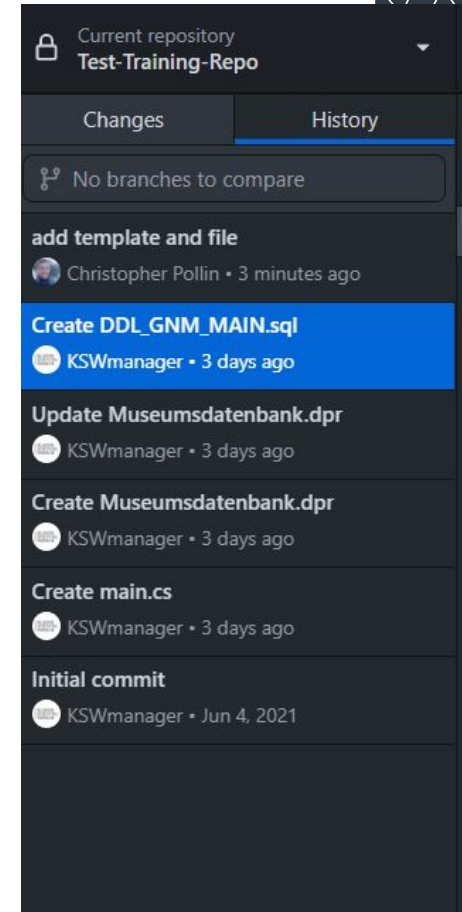 Current repository
Test-Training-Repo
Changes History
No branches to compare
add template and file
Christopher Pollin • 3 minutes ago
Create DDL_GNM_MAIN.sql
KSWmanager • 3 days ago
Update Museumsdatenbank.dpr
KSWmanager • 3 days ago
Create Museumsdatenbank.dpr
KSWmanager • 3 days ago
Create main.cs
KSWmanager • 3 days ago
Initial commit
KSWmanager • Jun 4, 2021